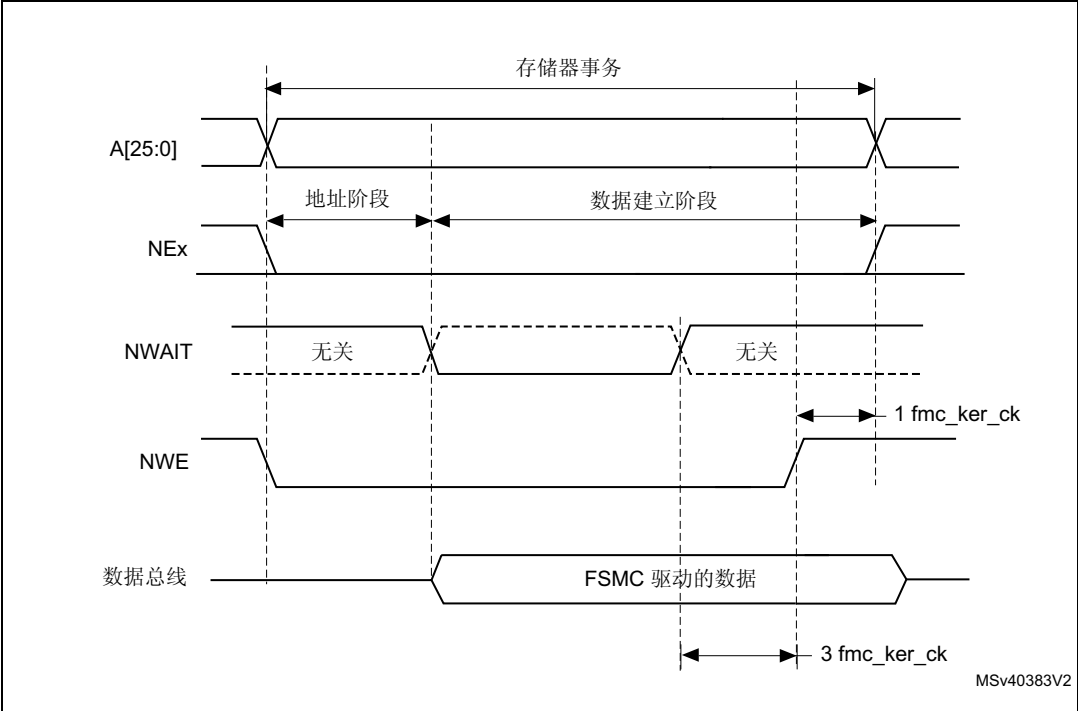 存储器事务
A[25:0]
地址阶段
数据建立阶段
NEx
NWAIT
无关
无关
1 fmc_ker_ck
NWE
数据总线
FSMC 驱动的数据
3 fmc_ker_ck
MSv40383V2